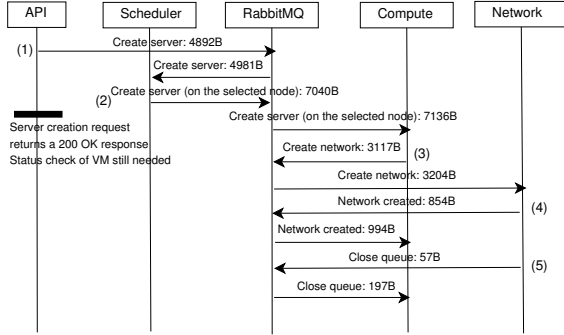 API Scheduler RabbitMQ Compute Network
(1) Create server: 4892B
Create server: 4981B
(2) Create server (on the selected node): 7040B
Create server (on the selected node): 7136B
Server creation request
returns a 200 OK response
Status check of VM still needed
Create network: 3117B (3)
Create network: 3204B
Network created: 854B (4)
Network created: 994B
Close queue: 57B (5)
Close queue: 197B